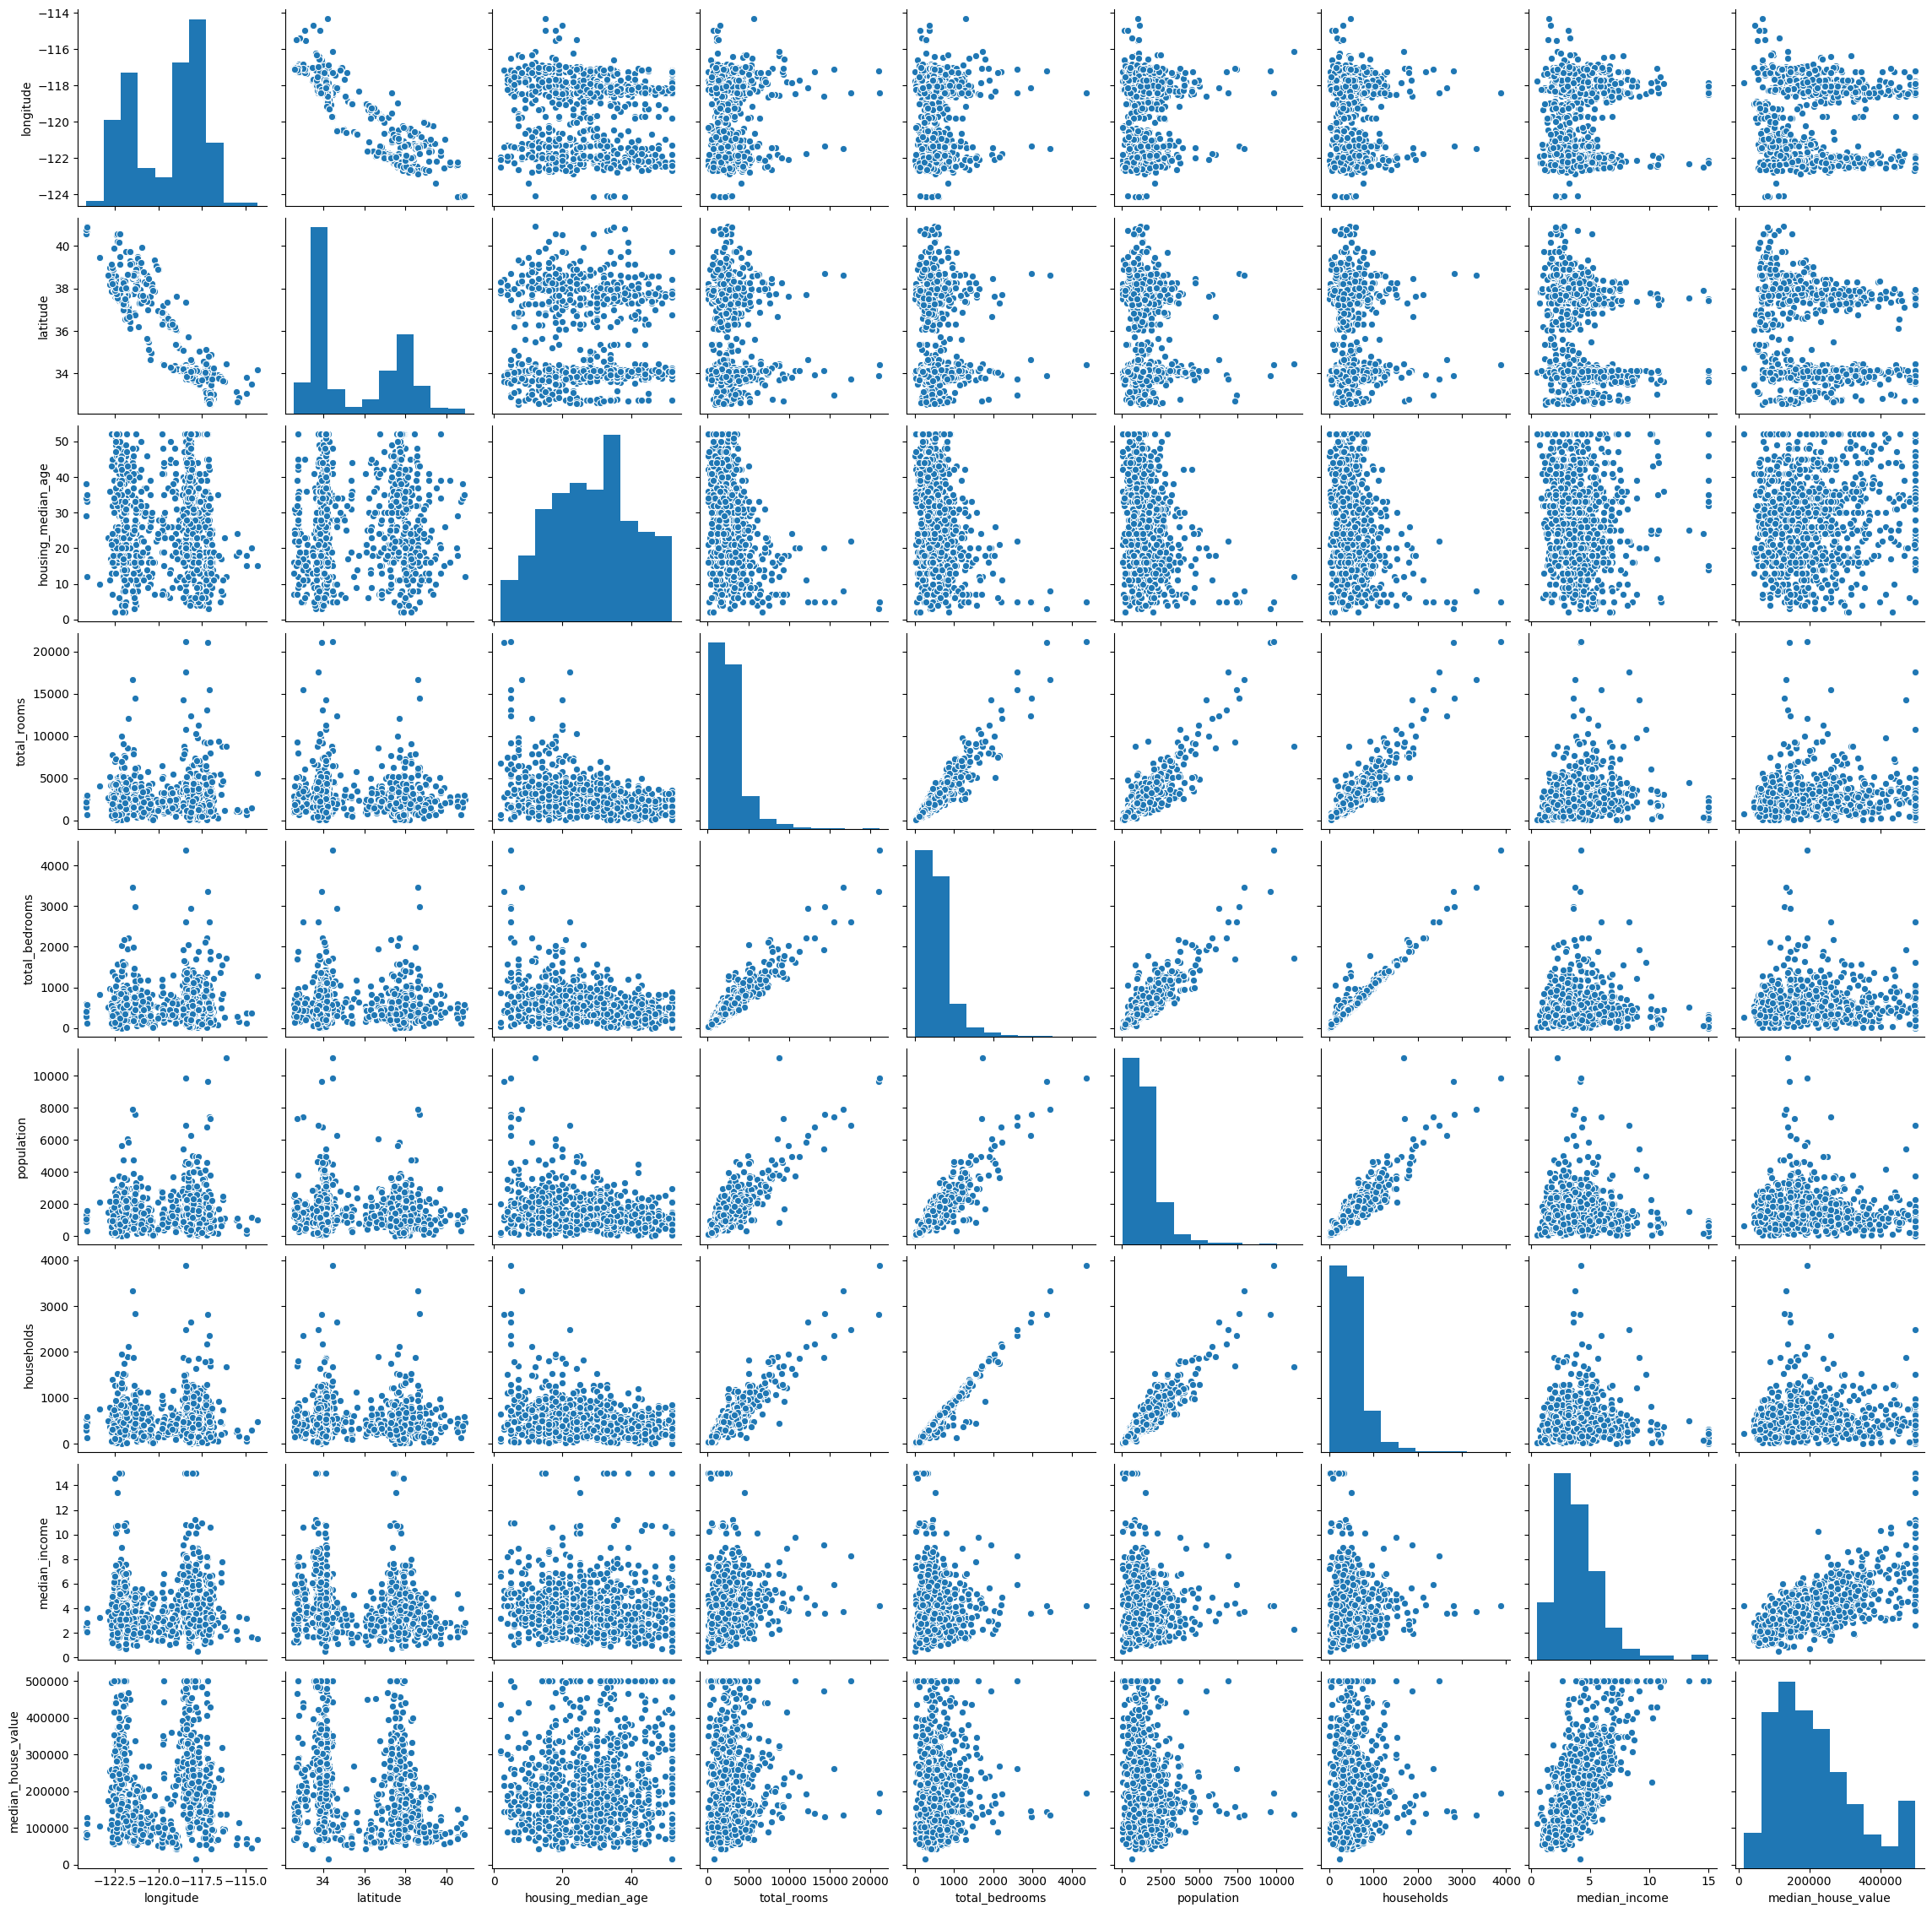 −114
−116
−118
−120
−122
−124
longitude
40
38
36
34
latitude
50
40
30
20
10
0
housing_median_age
20000
15000
10000
5000
0
total_rooms
4000
3000
2000
1000
0
total_bedrooms
10000
8000
6000
4000
2000
0
population
4000
3000
2000
1000
0
households
14
12
10
8
6
4
2
0
median_income
500000
400000
300000
200000
100000
0
median_house_value
−122.5 −120.0 −117.5 −115.0
longitude
34 36 38 40
latitude
0 20 40
housing_median_age
0 5000 10000 15000 20000
total_rooms
0 1000 2000 3000 4000
total_bedrooms
0 2500 5000 7500 10000
population
0 1000 2000 3000 4000
households
5 10 15
median_income
0 200000 400000
median_house_value